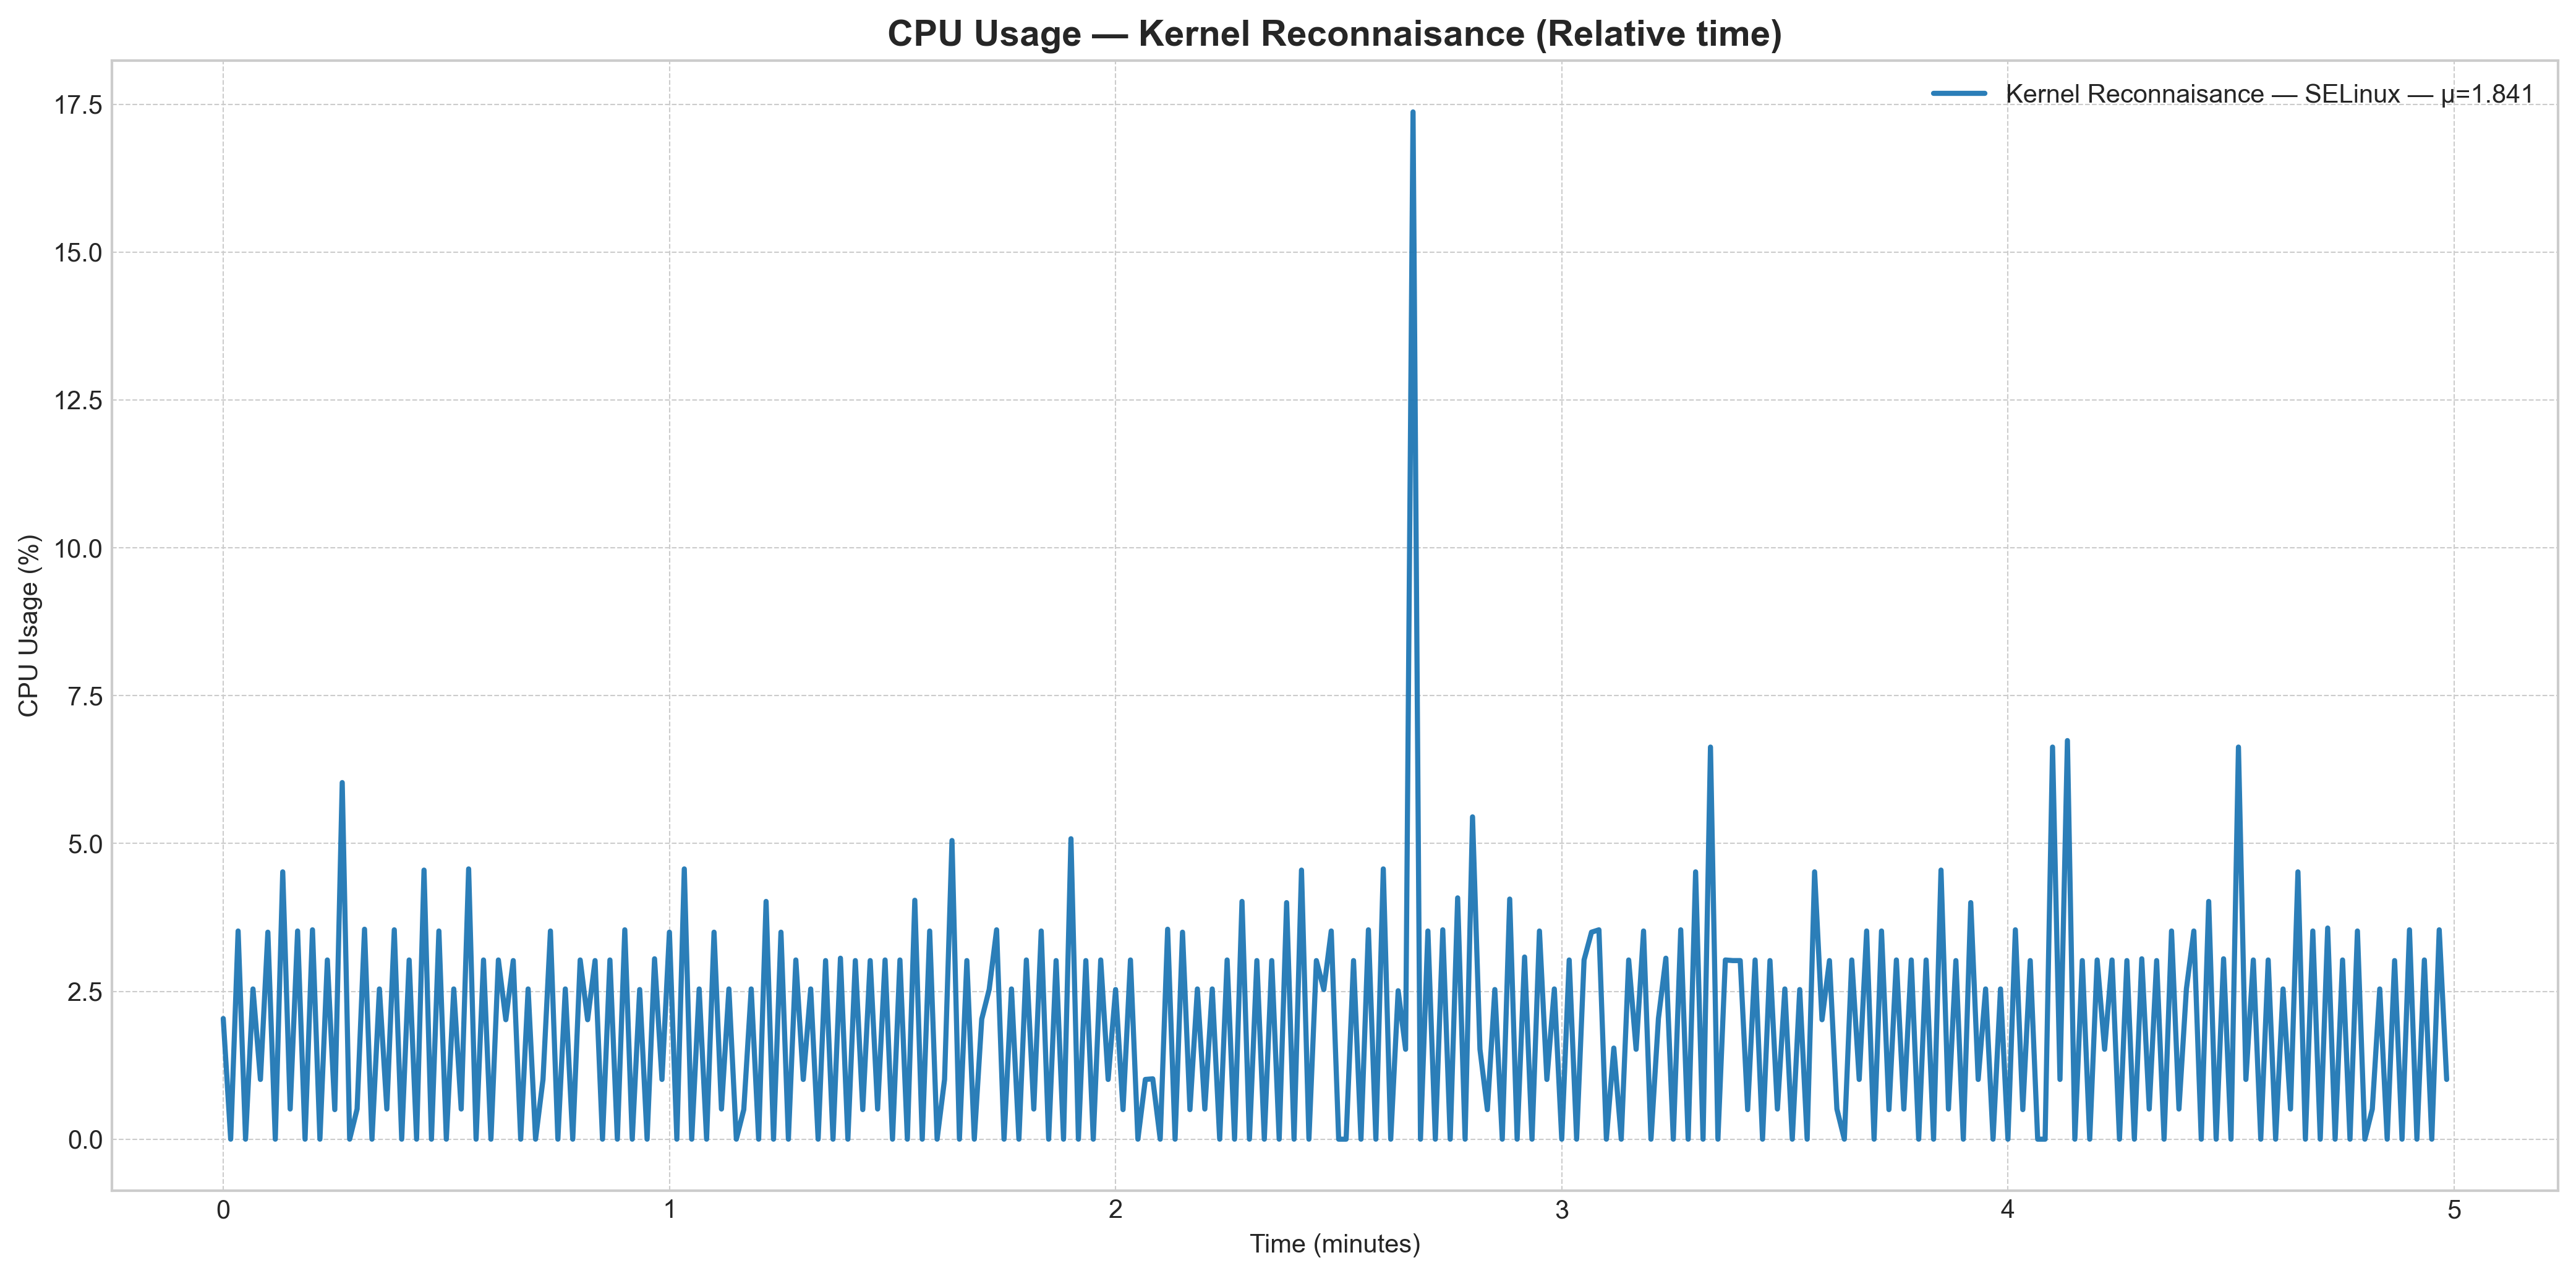 CPU Usage — Kernel Reconnaisance (Relative time)
Kernel Reconnaisance — SELinux — µ=1.841
17.5
15.0
12.5
10.0
7.5
5.0
2.5
0.0
CPU Usage (%)
0 1 2 3 4 5
Time (minutes)